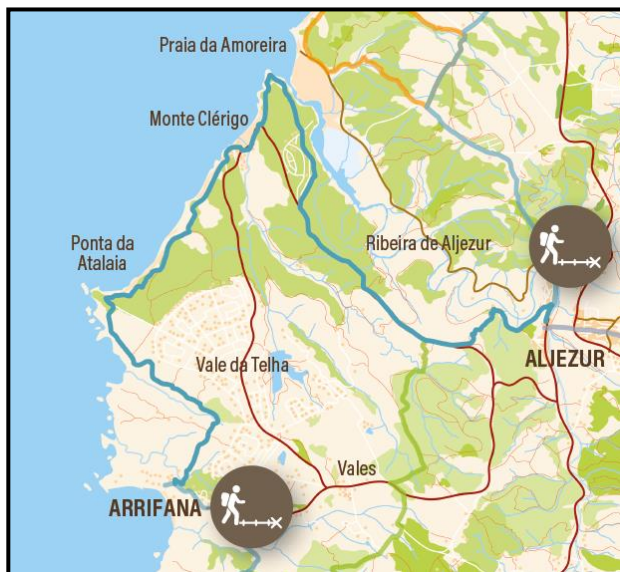 Praia da Amoreira
Monte Clérigo
Ponta da
Atalaia
Ribeira de Aljezur
Vale da Telha
ALJEZUR
Vales
ARRIFANA